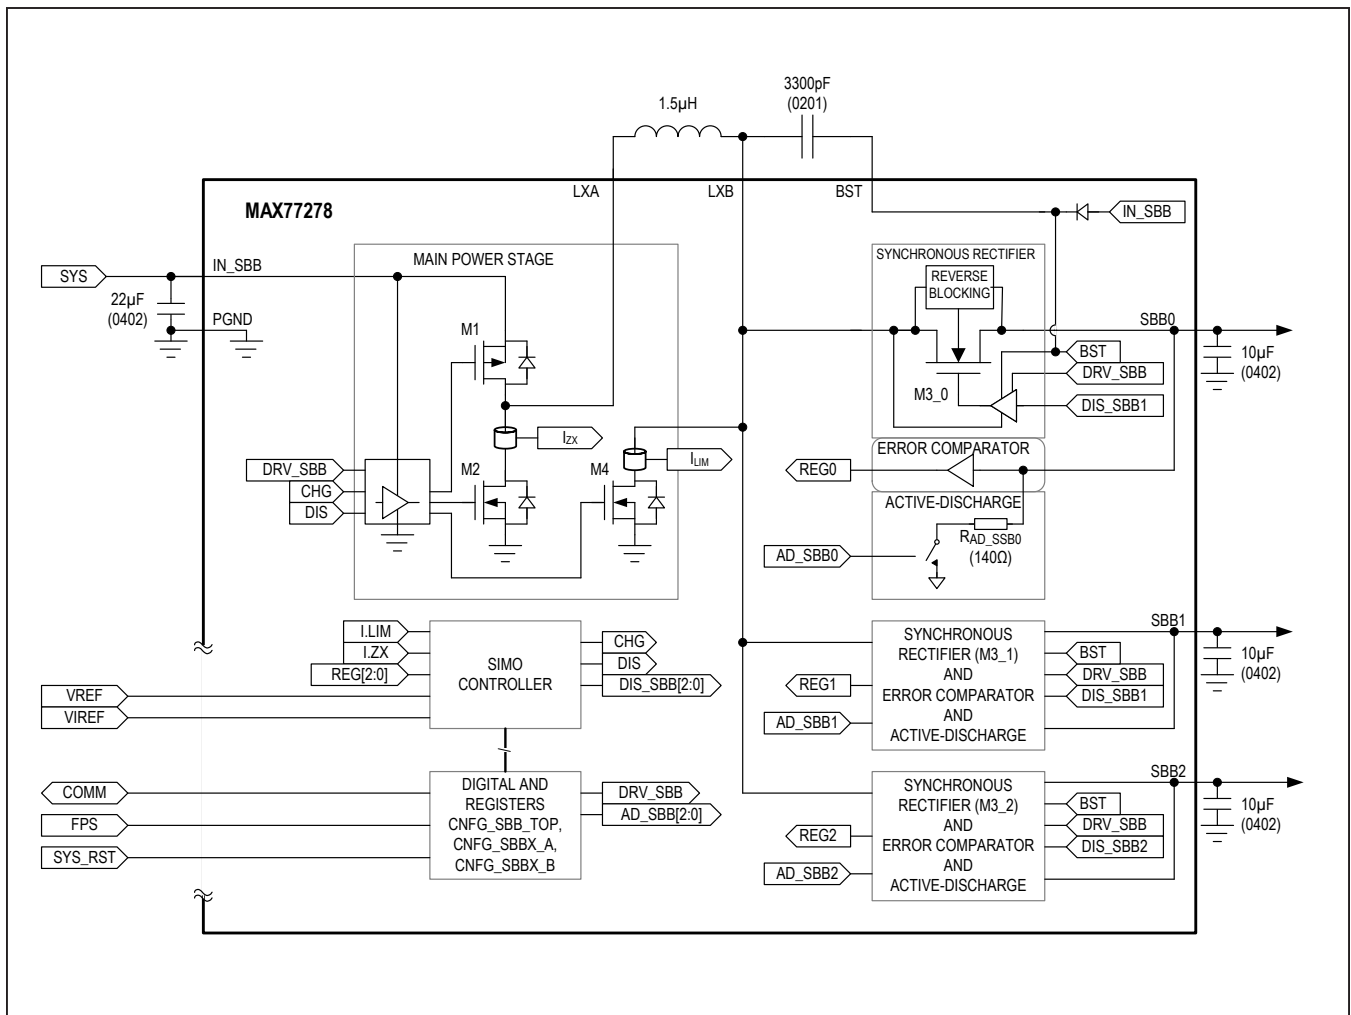 3300pF
(0201)
1.5µH
LXA
LXB
BST
MAX77278
IN_SBB
SYS
IN_SBB
22µF
(0402)
PGND
MAIN POWER STAGE
M1
IZX
M2
M4
ILIM
DRV_SBB
CHG
DIS
SYNCHRONOUS RECTIFIER
REVERSE
BLOCKING
M3_0
SBB0
BST
DRV_SBB
DIS_SBB1
10µF
(0402)
ERROR COMPARATOR
REG0
ACTIVE-DISCHARGE
RAD_SSB0
(140Ω)
AD_SBB0
I.LIM
I.ZX
REG[2:0]
VREF
VIREF
SIMO
CONTROLLER
CHG
DIS
DIS_SBB[2:0]
SYNCHRONOUS
RECTIFIER (M3_1)
AND
ERROR COMPARATOR
AND
ACTIVE-DISCHARGE
REG1
AD_SBB1
SBB1
BST
DRV_SBB
DIS_SBB1
10µF
(0402)
COMM
FPS
SYS_RST
DIGITAL AND
REGISTERS
CNFG_SBB_TOP,
CNFG_SBBX_A,
CNFG_SBBX_B
DRV_SBB
AD_SBB[2:0]
SYNCHRONOUS
RECTIFIER (M3_2)
AND
ERROR COMPARATOR
AND
ACTIVE-DISCHARGE
REG2
AD_SBB2
SBB2
BST
DRV_SBB
DIS_SBB2
10µF
(0402)